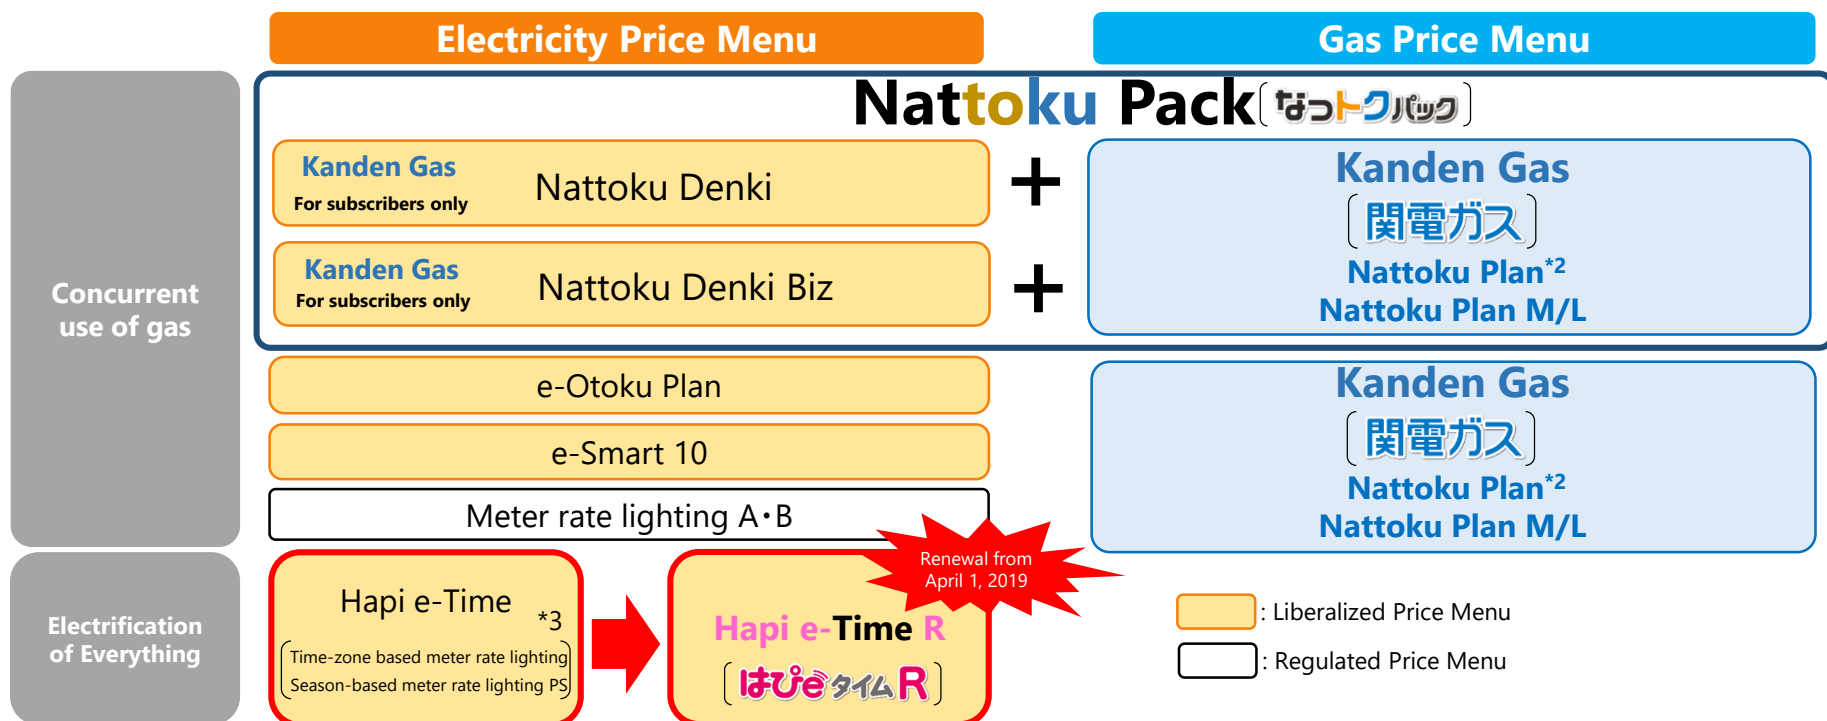 Electricity Price Menu
Gas Price Menu
Concurrent
use of gas
Nattoku Pack(なっトクパック)
Kanden Gas
For subscribers only
Nattoku Denki
+
Kanden Gas
(関電ガス)
Nattoku Plan*2
Nattoku Plan M/L
Kanden Gas
For subscribers only
Nattoku Denki Biz
+
e-Otoku Plan
e-Smart 10
Meter rate lighting A・B
Kanden Gas
(関電ガス)
Nattoku Plan*2
Nattoku Plan M/L
Electrification
of Everything
Hapi e-Time
*3
(Time-zone based meter rate lighting
Season-based meter rate lighting PS)
Renewal from
April 1, 2019
Hapi e-Time R
(はぴeタイムR)
: Liberalized Price Menu
: Regulated Price Menu